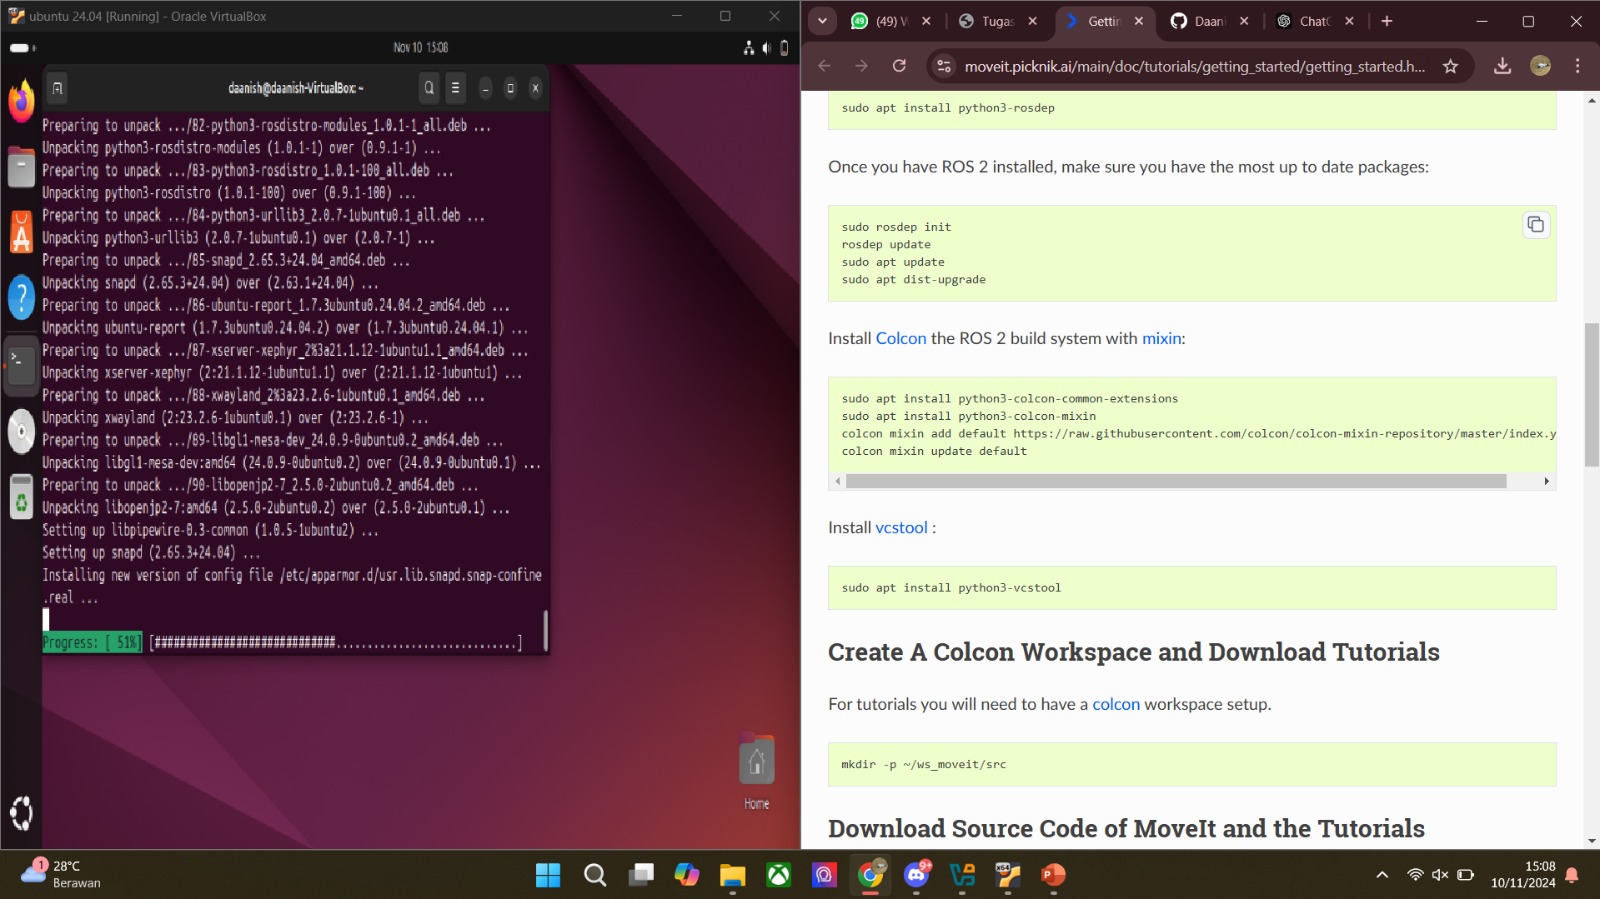 ubuntu 24.04 [Running] - Oracle VirtualBox
Nov 10 15:08
daanish@daanish-VirtualBox: ~
Preparing to unpack .../82-python3-rosdistro-modules_1.0.1-1_all.deb ...
Unpacking python3-rosdistro-modules (1.0.1-1) over (0.9.1-1) ...
Preparing to unpack .../83-python3-rosdistro_1.0.1-100_all.deb ...
Unpacking python3-rosdistro (1.0.1-100) over (0.9.1-100) ...
Preparing to unpack .../84-python3-urllib3_2.0.7-1ubuntu0.1_all.deb ...
Unpacking python3-urllib3 (2.0.7-1ubuntu0.1) over (2.0.7-1) ...
Preparing to unpack .../85-snapd_2.65.3+24.04_amd64.deb ...
Unpacking snapd (2.65.3+24.04) over (2.63.1+24.04) ...
Preparing to unpack .../86-ubuntu-report_1.7.3ubuntu0.24.04.2_amd64.deb ...
Unpacking ubuntu-report (1.7.3ubuntu0.24.04.2) over (1.7.3ubuntu0.24.04.1) ...
Preparing to unpack .../87-xserver-xephyr_2%3a21.1.12-1ubuntu1.1_amd64.deb ...
Unpacking xserver-xephyr (2:21.1.12-1ubuntu1.1) over (2:21.1.12-1ubuntu1) ...
Preparing to unpack .../88-xwayland_2%3a23.2.6-1ubuntu0.1_amd64.deb ...
Unpacking xwayland (2:23.2.6-1ubuntu0.1) over (2:23.2.6-1) ...
Preparing to unpack .../89-libgl1-mesa-dev_24.0.9-0ubuntu0.2_amd64.deb ...
Unpacking libgl1-mesa-dev:amd64 (24.0.9-0ubuntu0.2) over (24.0.9-0ubuntu0.1) ...
Preparing to unpack .../90-libopenjp2-7_2.5.0-2ubuntu0.2_amd64.deb ...
Unpacking libopenjp2-7:amd64 (2.5.0-2ubuntu0.2) over (2.5.0-2ubuntu0.1) ...
Setting up libpipewire-0.3-common (1.0.5-1ubuntu2) ...
Setting up snapd (2.65.3+24.04) ...
Installing new version of config file /etc/apparmor.d/usr.lib.snapd.snap-confine
.real ...
Progress: [ 51%] [#############################.............................]
Home
(49) W
Tugas
Gettin
Daani
ChatG
moveit.picknik.ai/main/doc/tutorials/getting_started/getting_started.h...
sudo apt install python3-rosdep
Once you have ROS 2 installed, make sure you have the most up to date packages:
sudo rosdep init
rosdep update
sudo apt update
sudo apt dist-upgrade
Install Colcon the ROS 2 build system with mixin:
sudo apt install python3-colcon-common-extensions
sudo apt install python3-colcon-mixin
colcon mixin add default https://raw.githubusercontent.com/colcon/colcon-mixin-repository/master/index.y
colcon mixin update default
Install vcstool :
sudo apt install python3-vcstool
Create A Colcon Workspace and Download Tutorials
For tutorials you will need to have a colcon workspace setup.
mkdir -p ~/ws_moveit/src
Download Source Code of MoveIt and the Tutorials
1
28°C
Berawan
9+
X64
15:08
10/11/2024